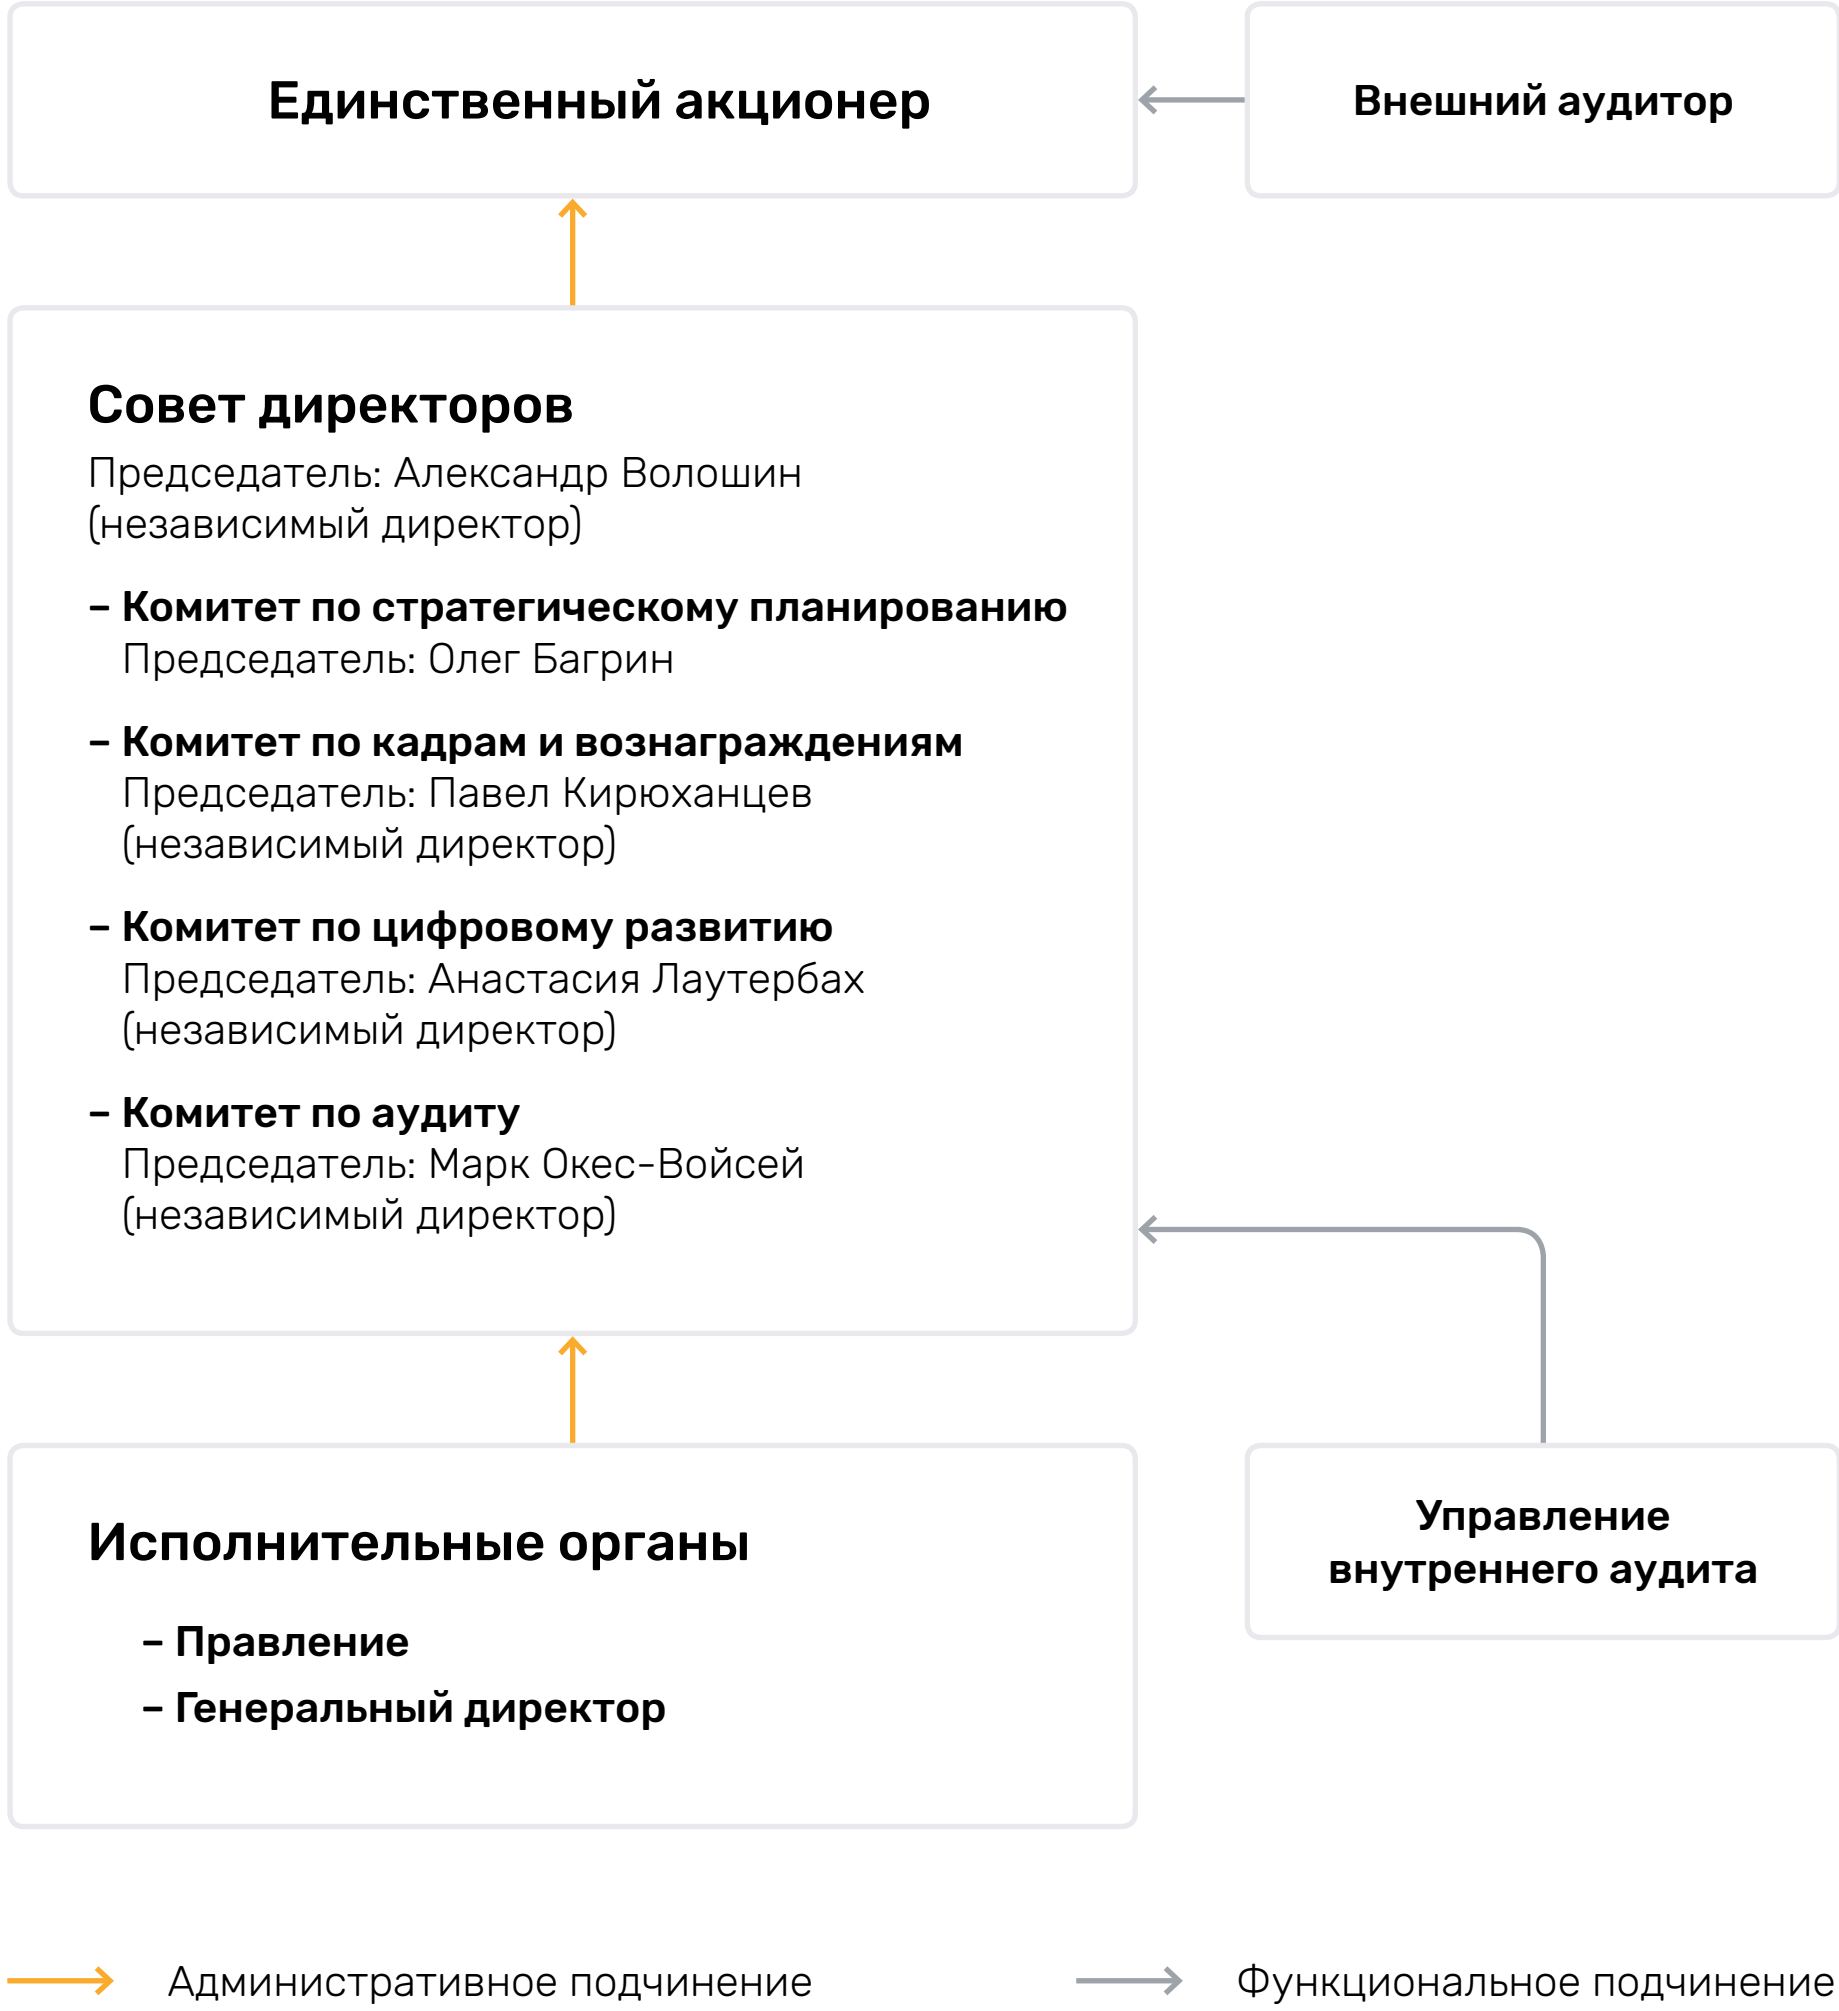 Единственный акционер
Внешний аудитор
Совет директоров
Председатель: Александр Волошин
(независимый директор)
– Комитет по стратегическому планированию
Председатель: Олег Багрин
– Комитет по кадрам и вознаграждениям
Председатель: Павел Кирюханцев
(независимый директор)
– Комитет по цифровому развитию
Председатель: Анастасия Лаутербах
(независимый директор)
– Комитет по аудиту
Председатель: Марк Окес-Войсей
(независимый директор)
Исполнительные органы
– Правление
– Генеральный директор
Управление
внутреннего аудита
Административное подчинение
Функциональное подчинение